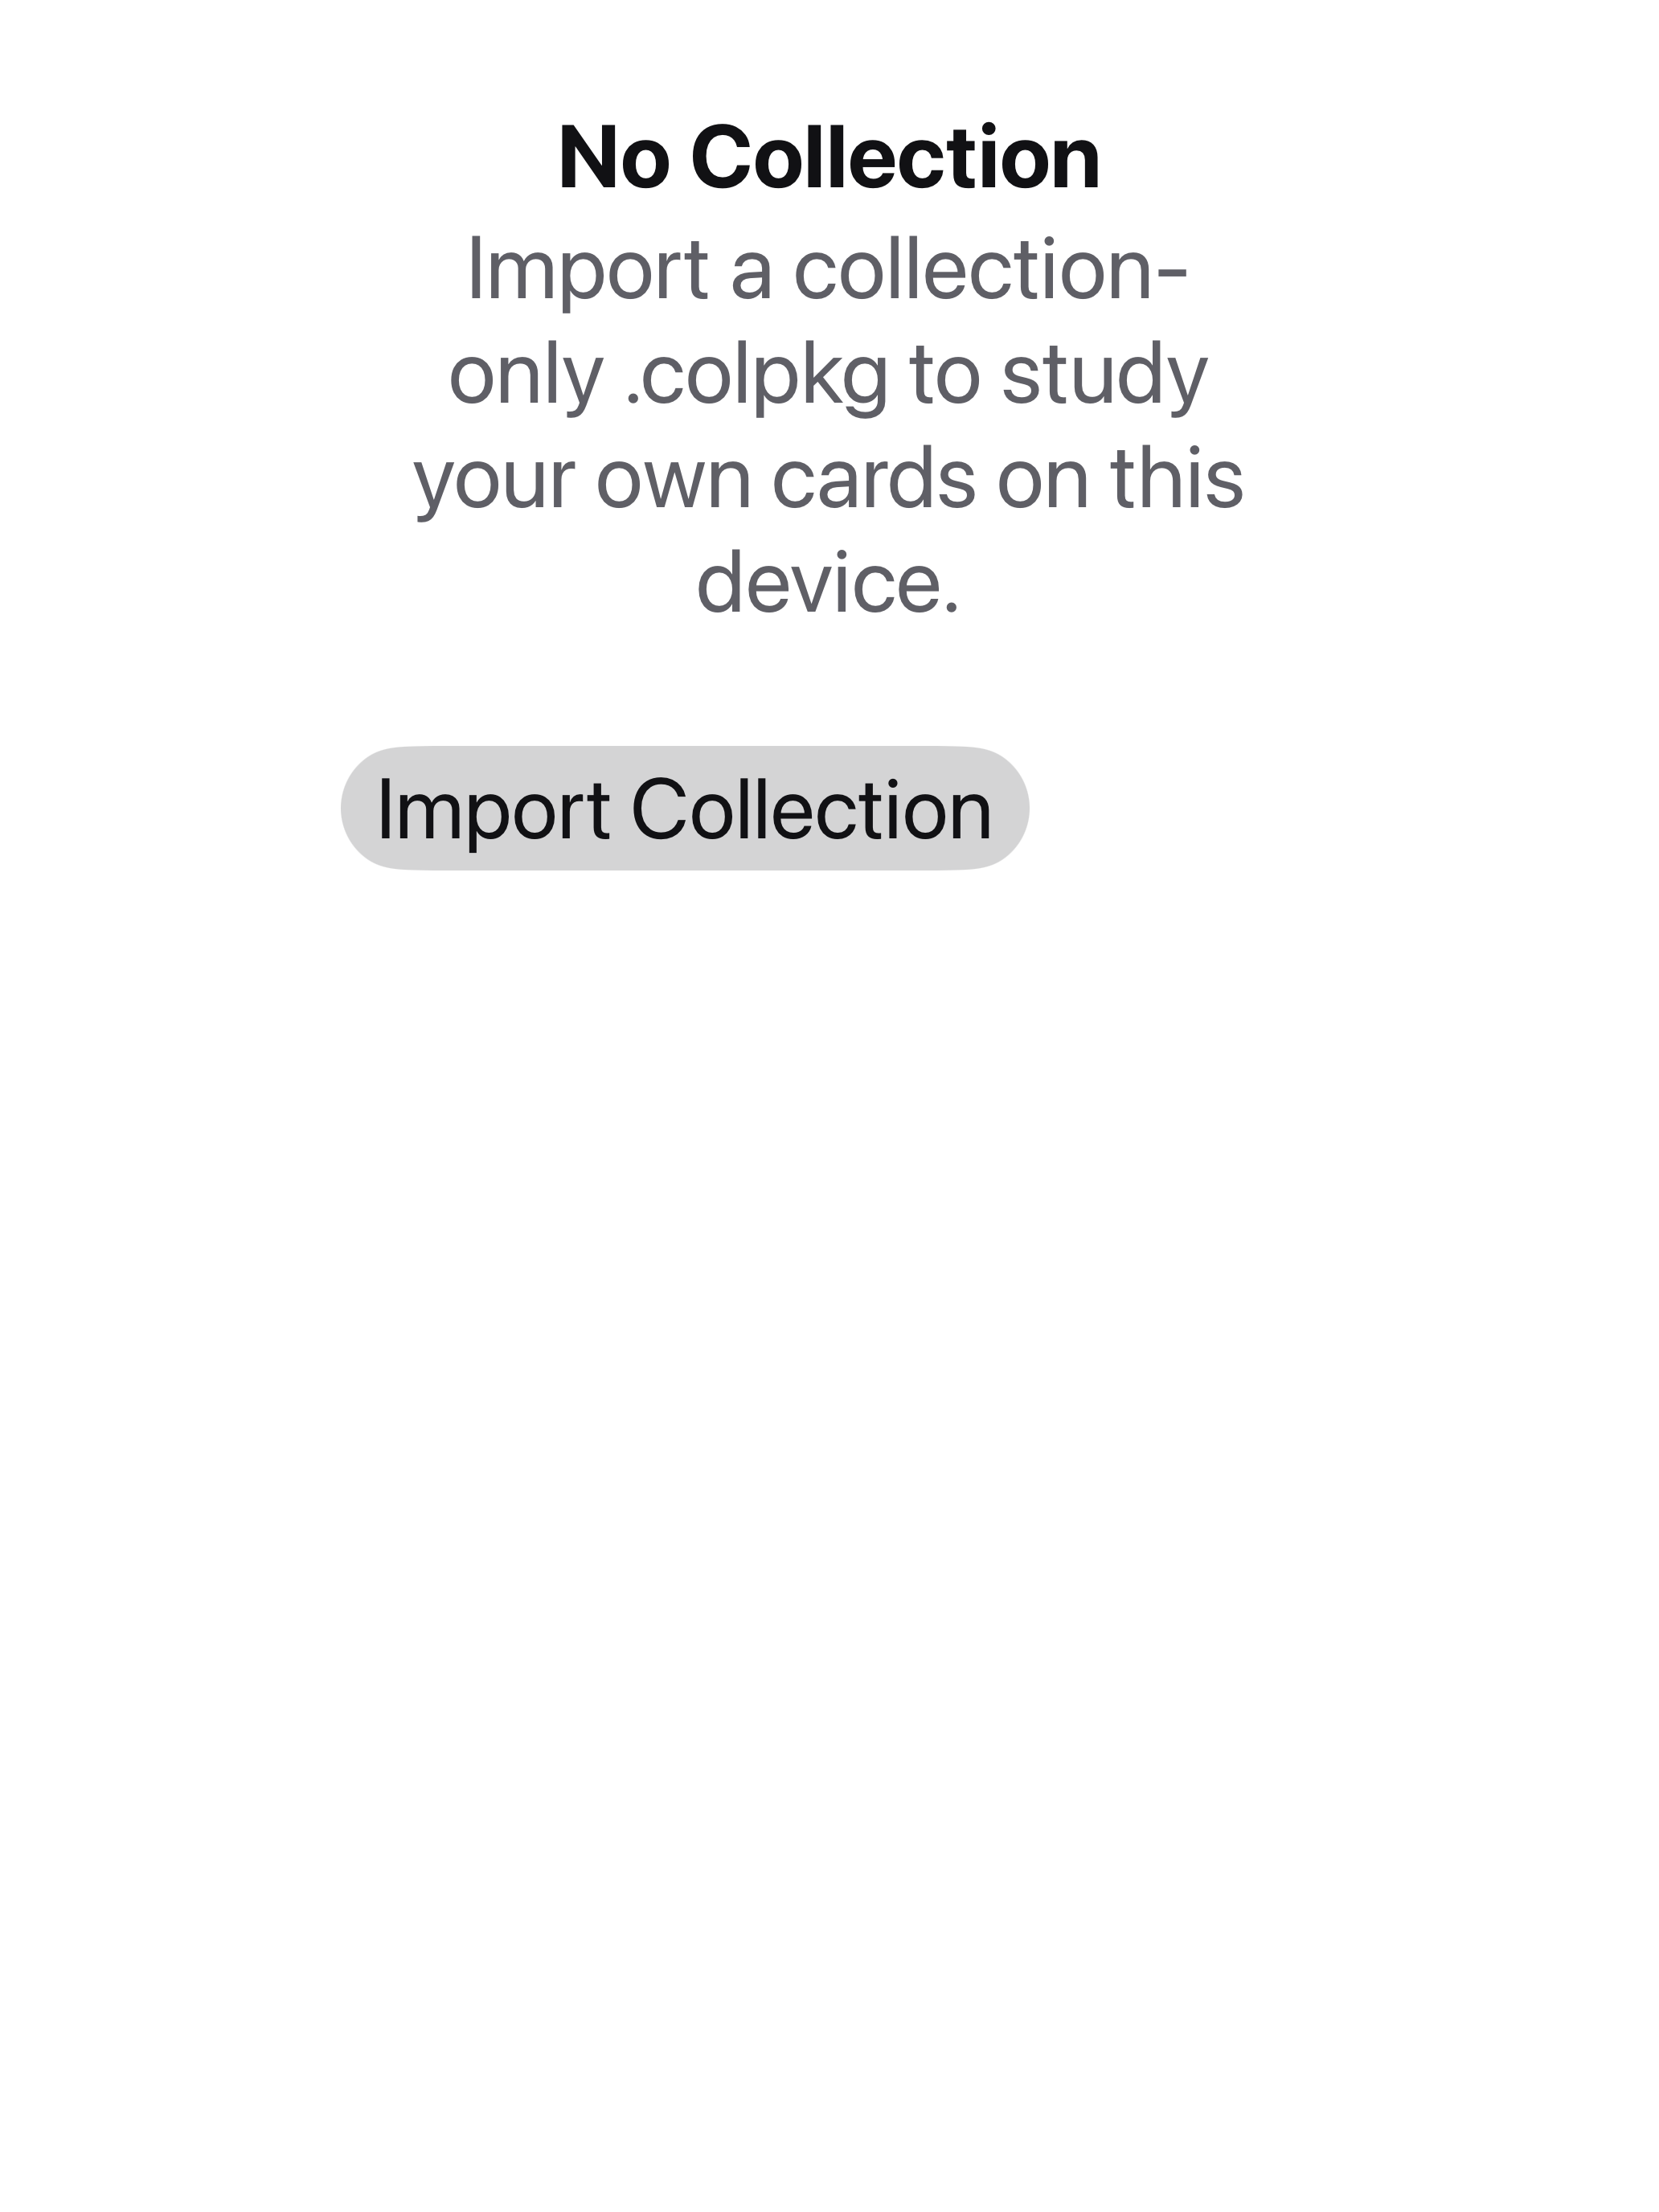 No Collection
Import a collection-
only .colpkg to study
your own cards on this
device.
Import Collection